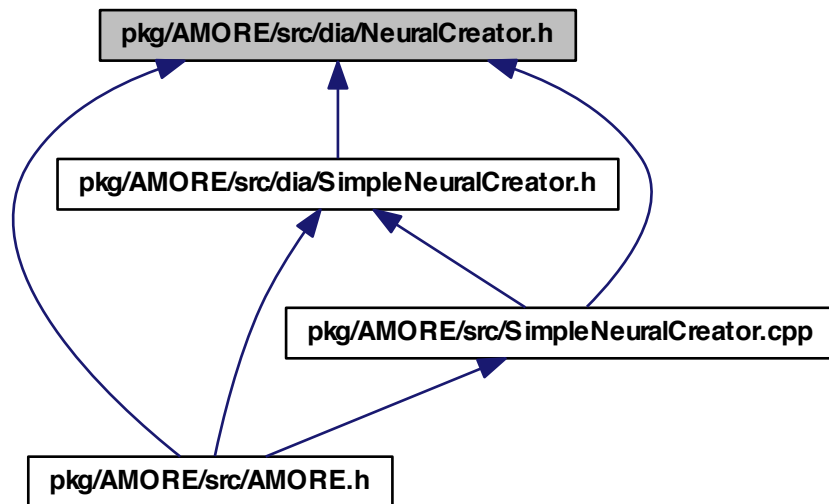 pkg/AMORE/src/dia/NeuralCreator.h
pkg/AMORE/src/dia/SimpleNeuralCreator.h
pkg/AMORE/src/SimpleNeuralCreator.cpp
pkg/AMORE/src/AMORE.h